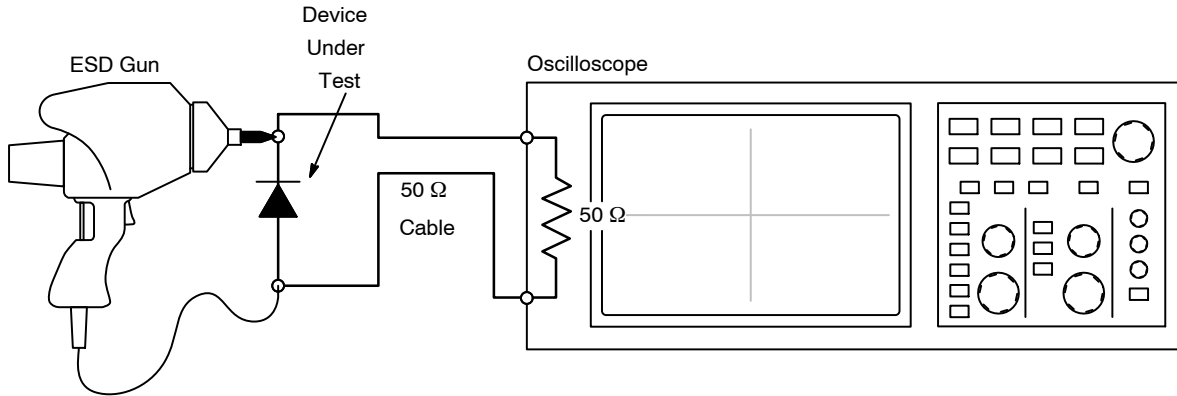 Device
Under
Test
ESD Gun
Oscilloscope
50 Ω
Cable
50 Ω